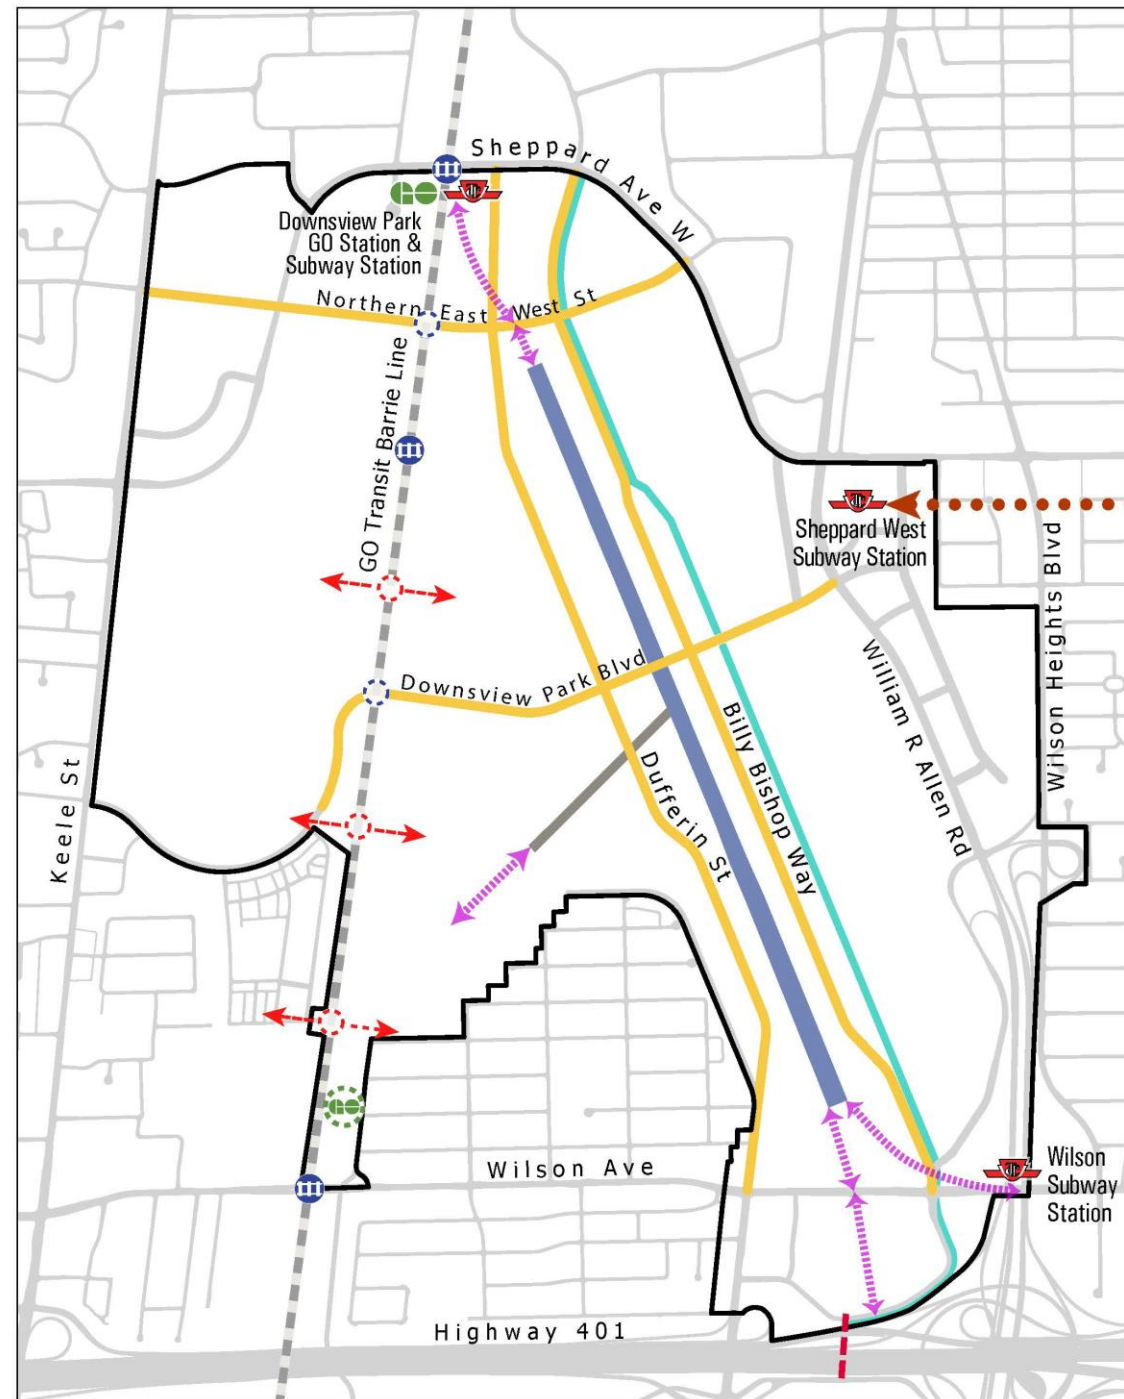 Sheppard Ave W
Downsview Park
GO Station &
Subway Station
Northern East West St
GO Transit Barrie Line
Sheppard West
Subway Station
Wilson Heights Blvd
Downsview Park Blvd
William R Allen Rd
Billy Bishop Way
Dufferin St
Keele St
GO
Wilson Ave
Wilson
Subway
Station
Highway 401